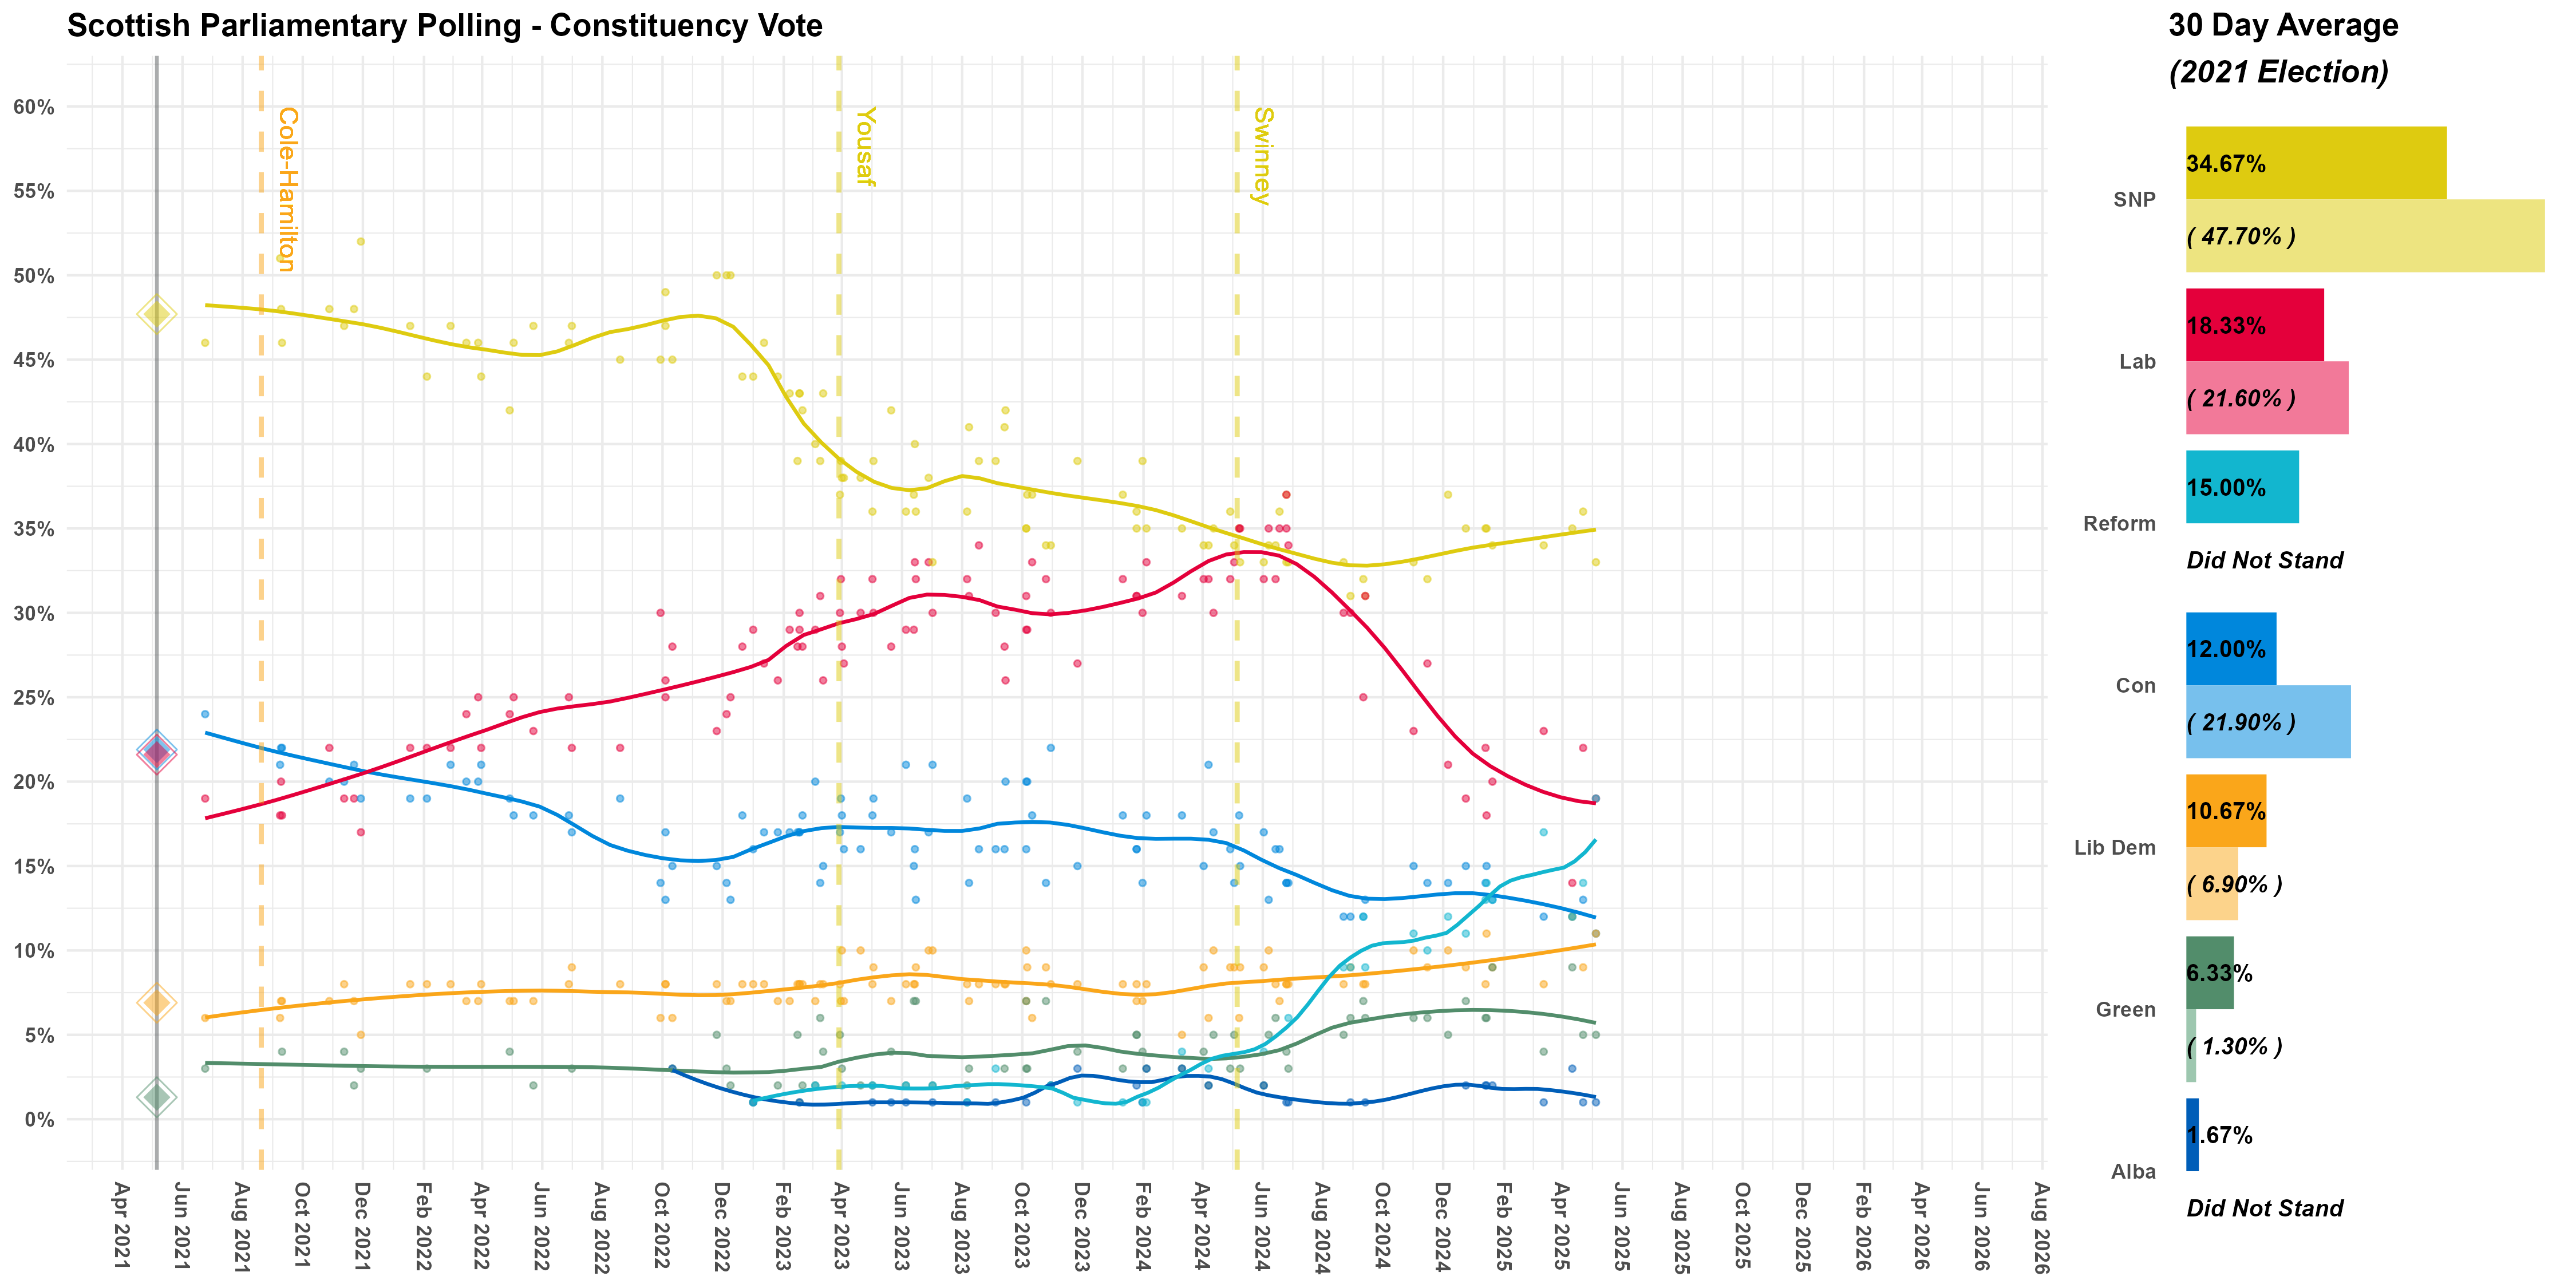 Scottish Parliamentary Polling - Constituency Vote
60%
55%
50%
45%
40%
35%
30%
25%
20%
15%
10%
5%
0%
Cole-Hamilton
Yousaf
Swinney
Apr 2021
Jun 2021
Aug 2021
Oct 2021
Dec 2021
Feb 2022
Apr 2022
Jun 2022
Aug 2022
Oct 2022
Dec 2022
Feb 2023
Apr 2023
Jun 2023
Aug 2023
Oct 2023
Dec 2023
Feb 2024
Apr 2024
Jun 2024
Aug 2024
Oct 2024
Dec 2024
Feb 2025
Apr 2025
Jun 2025
Aug 2025
Oct 2025
Dec 2025
Feb 2026
Apr 2026
Jun 2026
Aug 2026
30 Day Average
(2021 Election)
SNP
34.67%
( 47.70% )
Lab
18.33%
( 21.60% )
Reform
15.00%
Did Not Stand
Con
12.00%
( 21.90% )
Lib Dem
10.67%
( 6.90% )
Green
6.33%
( 1.30% )
Alba
1.67%
Did Not Stand